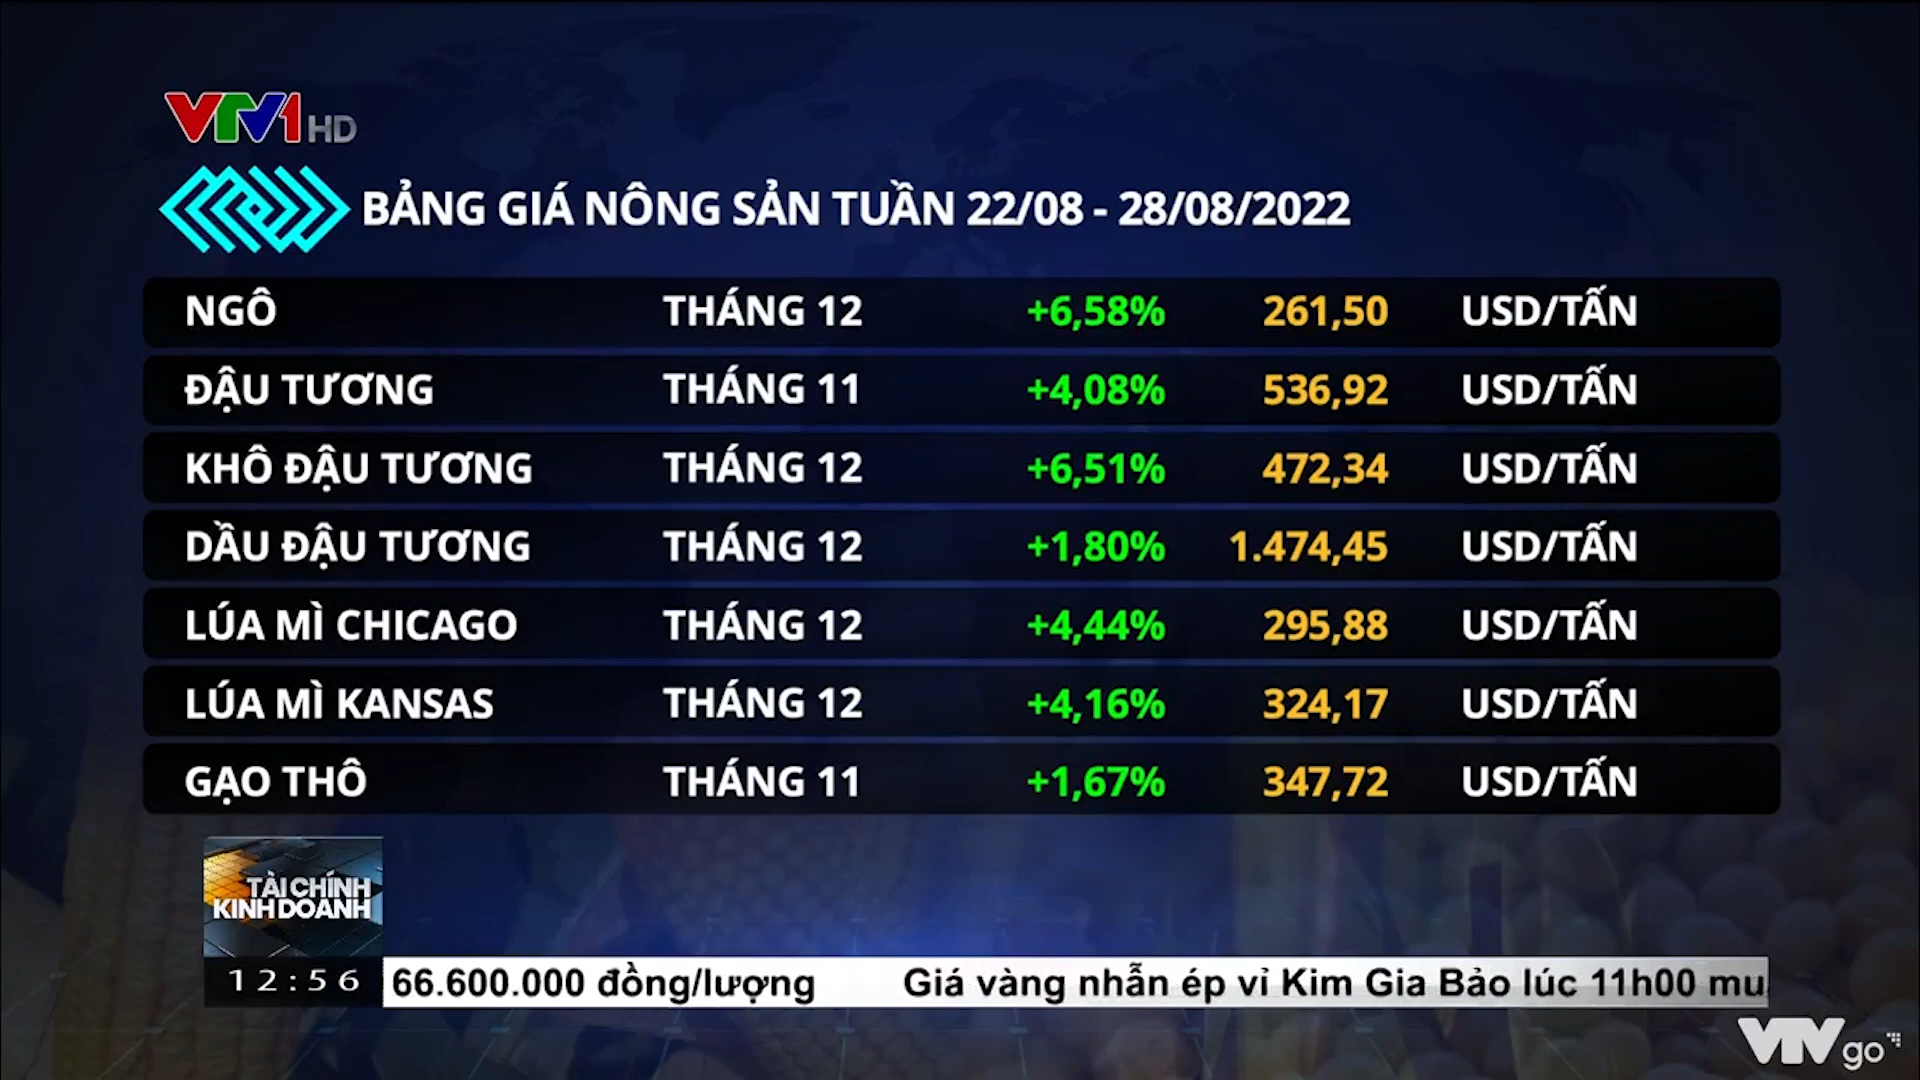 VTV1 HD
BẢNG GIÁ NÔNG SẢN TUẦN 22/08 - 28/08/2022
NGÔ THÁNG 12 +6,58% 261,50 USD/TẤN
ĐẬU TƯƠNG THÁNG 11 +4,08% 536,92 USD/TẤN
KHÔ ĐẬU TƯƠNG THÁNG 12 +6,51% 472,34 USD/TẤN
DẦU ĐẬU TƯƠNG THÁNG 12 +1,80% 1.474,45 USD/TẤN
LÚA MÌ CHICAGO THÁNG 12 +4,44% 295,88 USD/TẤN
LÚA MÌ KANSAS THÁNG 12 +4,16% 324,17 USD/TẤN
GẠO THÔ THÁNG 11 +1,67% 347,72 USD/TẤN
TÀI CHÍNH
KINH DOANH
12:56 66.600.000 đồng/lượng Giá vàng nhẫn ép vỉ Kim Gia Bảo lúc 11h00 mu
VTV go